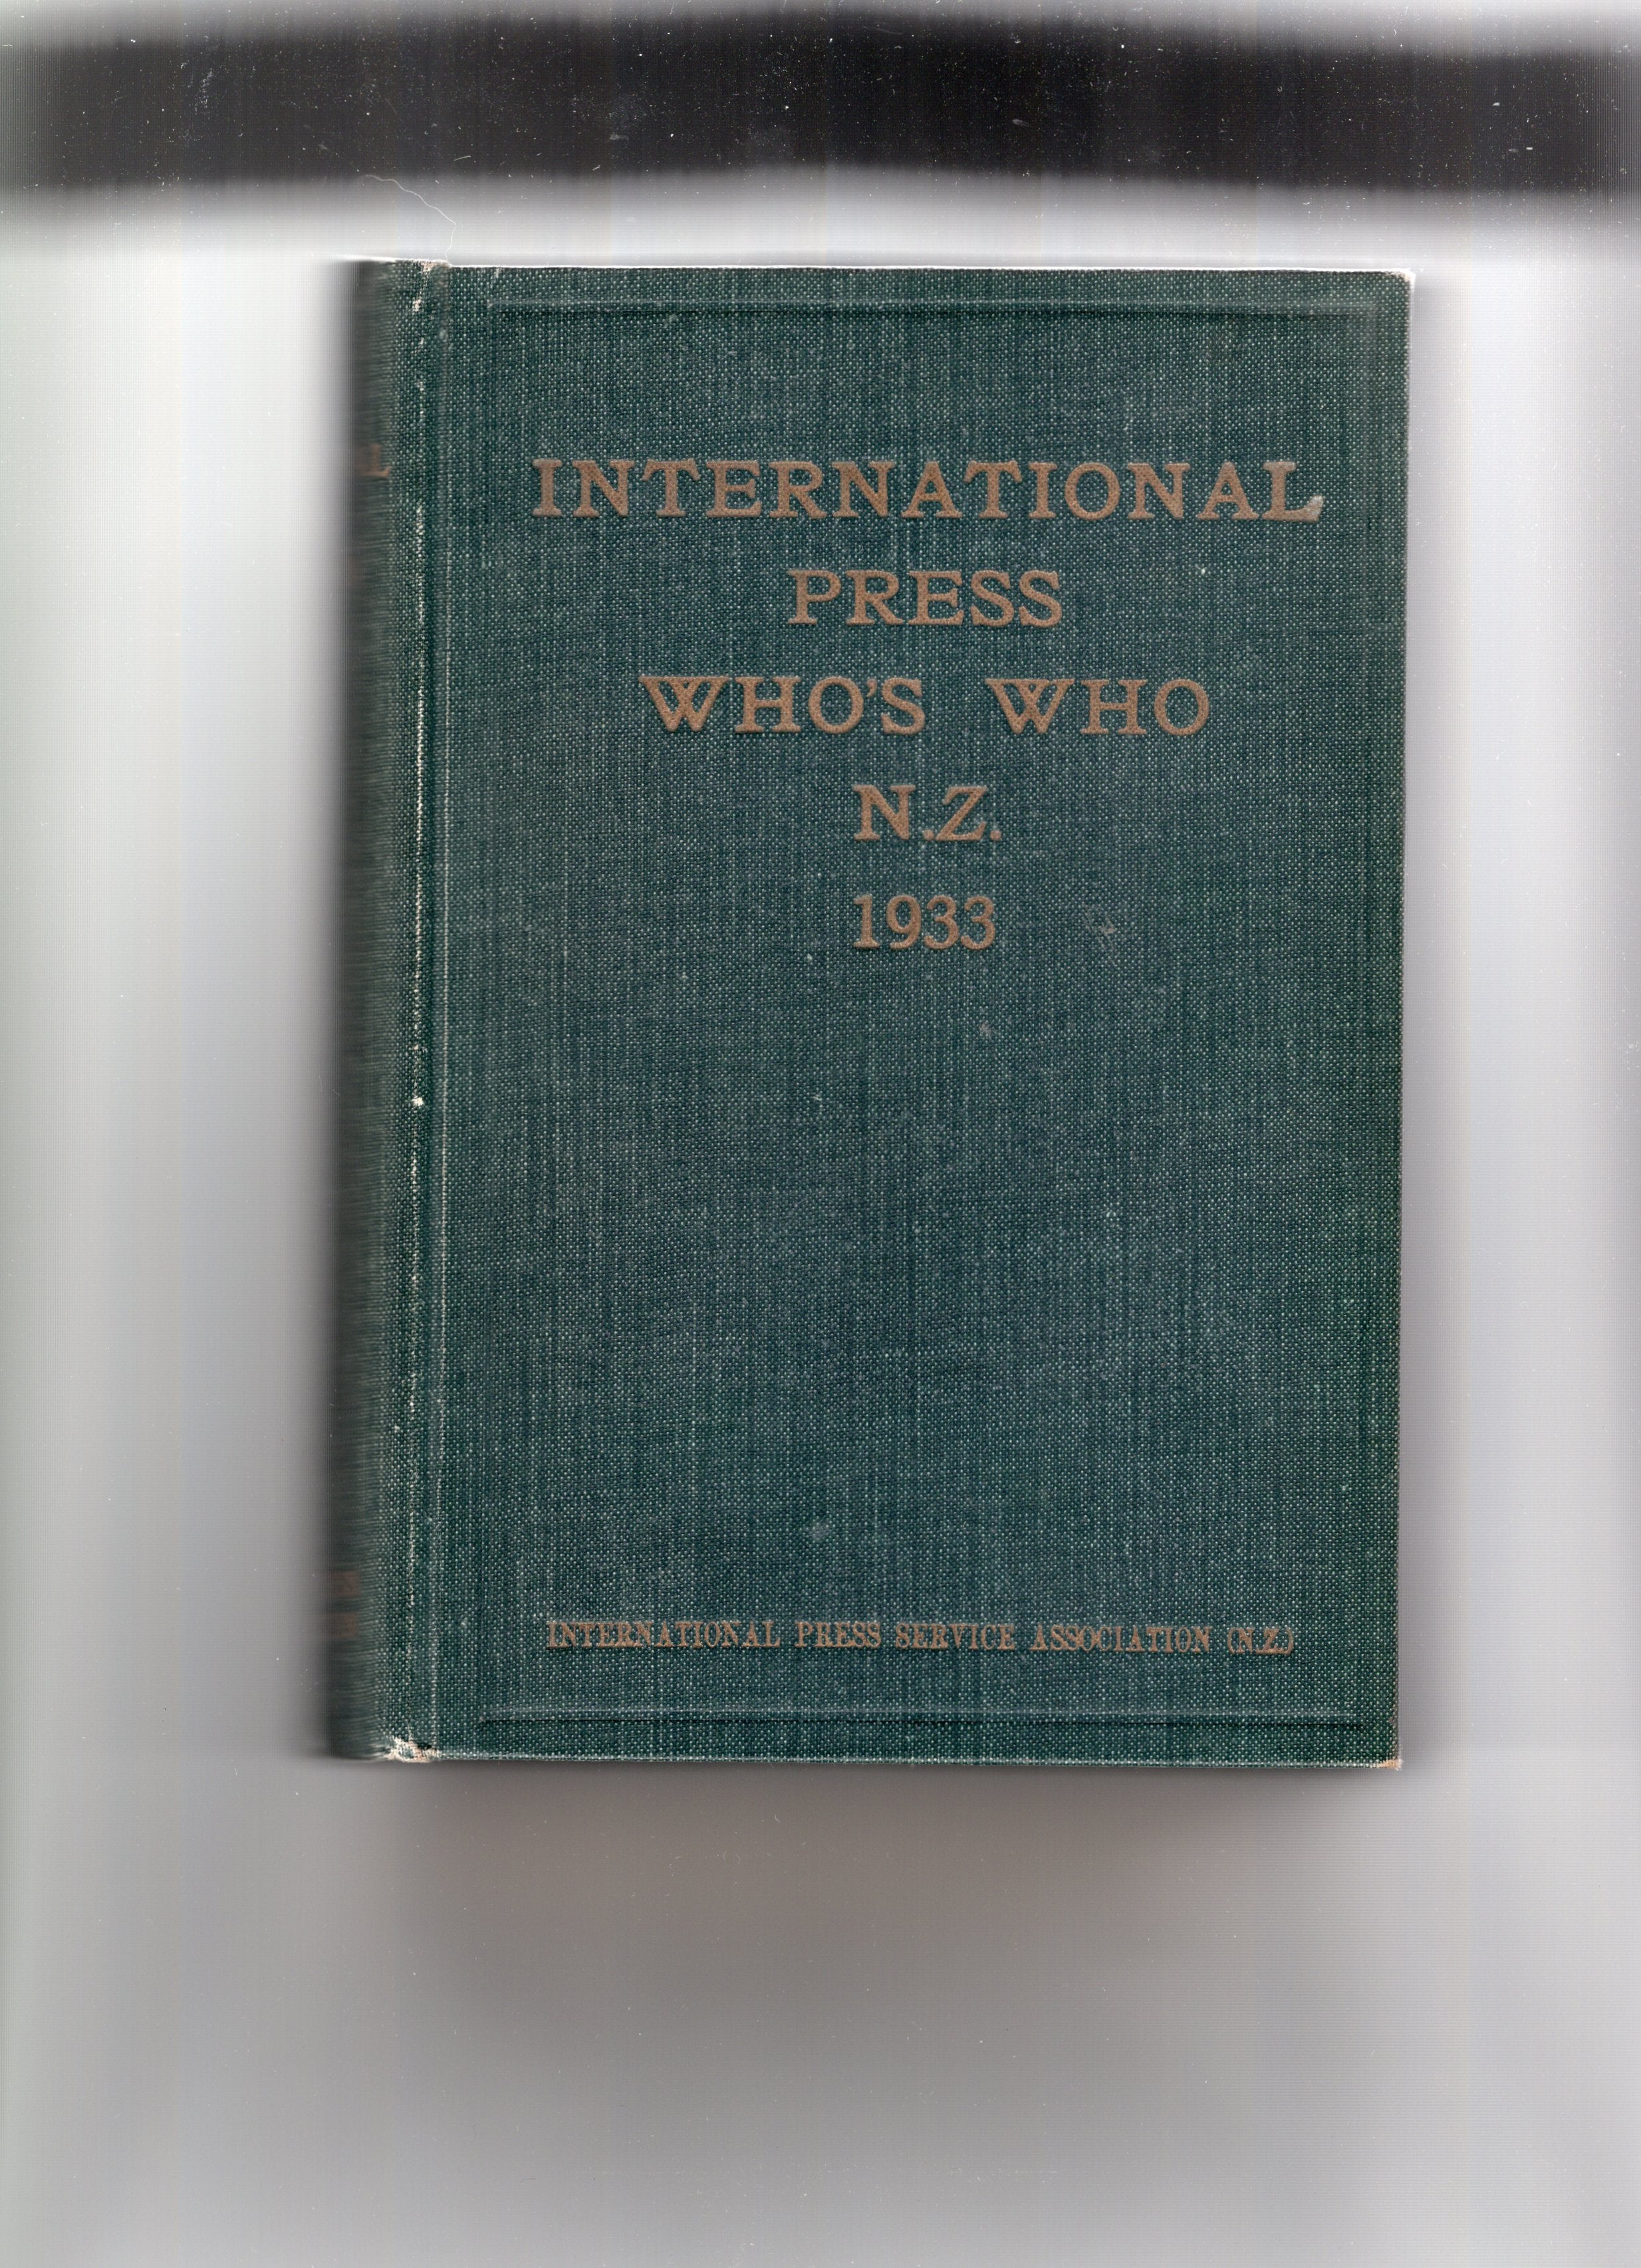 INTERNATIONAL
PRESS
WHO'S WHO
N.Z.
1933
INTERNATIONAL PRESS SERVICE ASSOCIATION (N.Z.)